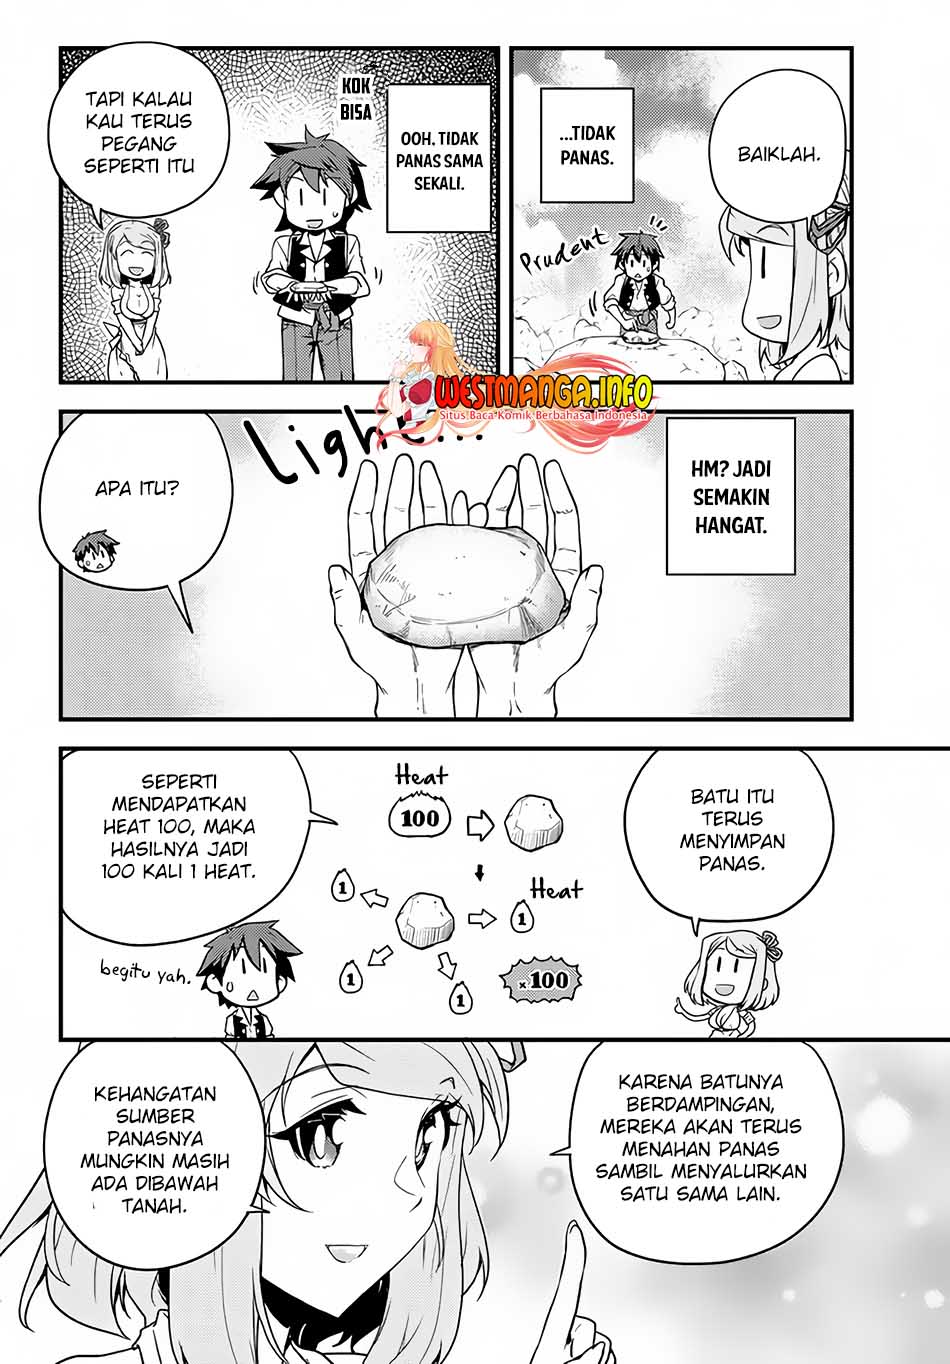 BAIKLAH.
...TIDAK
PANAS.
Prudent
OOH, TIDAK
PANAS SAMA
SEKALI.
KOK
BISA
TAPI KALAU
KAU TERUS
PEGANG
SEPERTI ITU
WESTMANGA.INFO
Situs Baca Komik Berbahasa Indonesia
HM? JADI
SEMAKIN
HANGAT.
Light...
APA ITU?
BATU ITU
TERUS
MENYIMPAN
PANAS.
Heat
100
1
Heat
1
1
1
×100
SEPERTI
MENDAPATKAN
HEAT 100, MAKA
HASILNYA JADI
100 KALI 1 HEAT.
begitu yah.
KARENA BATUNYA
BERDAMPINGAN,
MEREKA AKAN TERUS
MENAHAN PANAS
SAMBIL MENYALURKAN
SATU SAMA LAIN.
KEHANGATAN
SUMBER
PANASNYA
MUNGKIN MASIH
ADA DIBAWAH
TANAH.